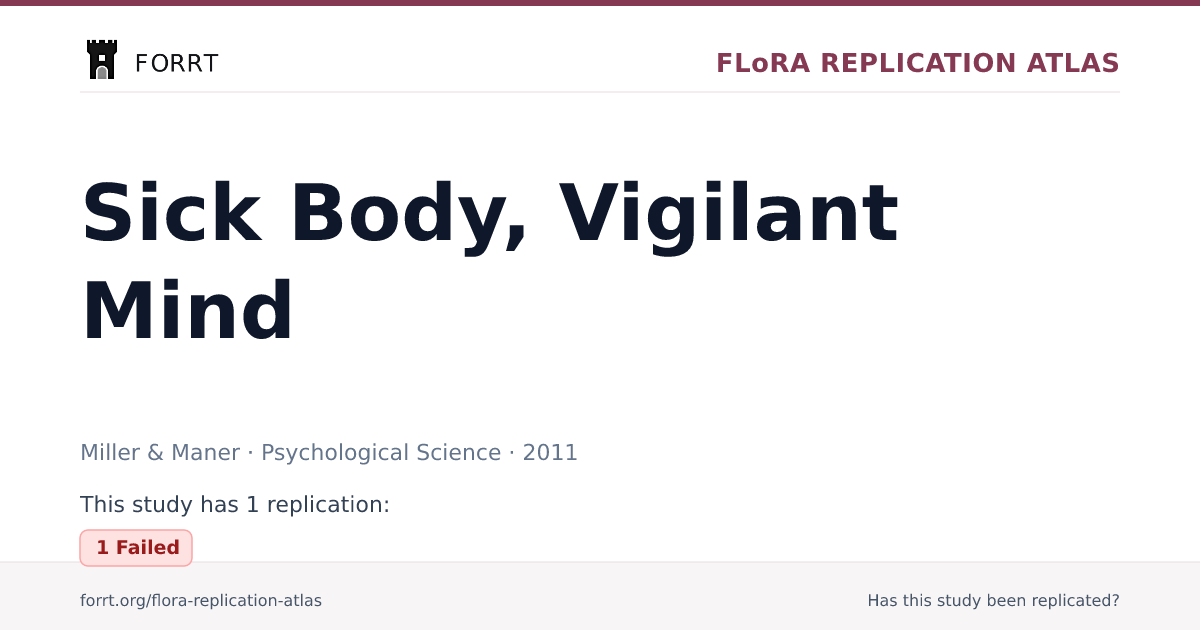 FORRT
FLoRA REPLICATION ATLAS
Sick Body, Vigilant
Mind
Miller & Maner · Psychological Science · 2011
This study has 1 replication:
1 Failed
forrt.org/flora-replication-atlas
Has this study been replicated?